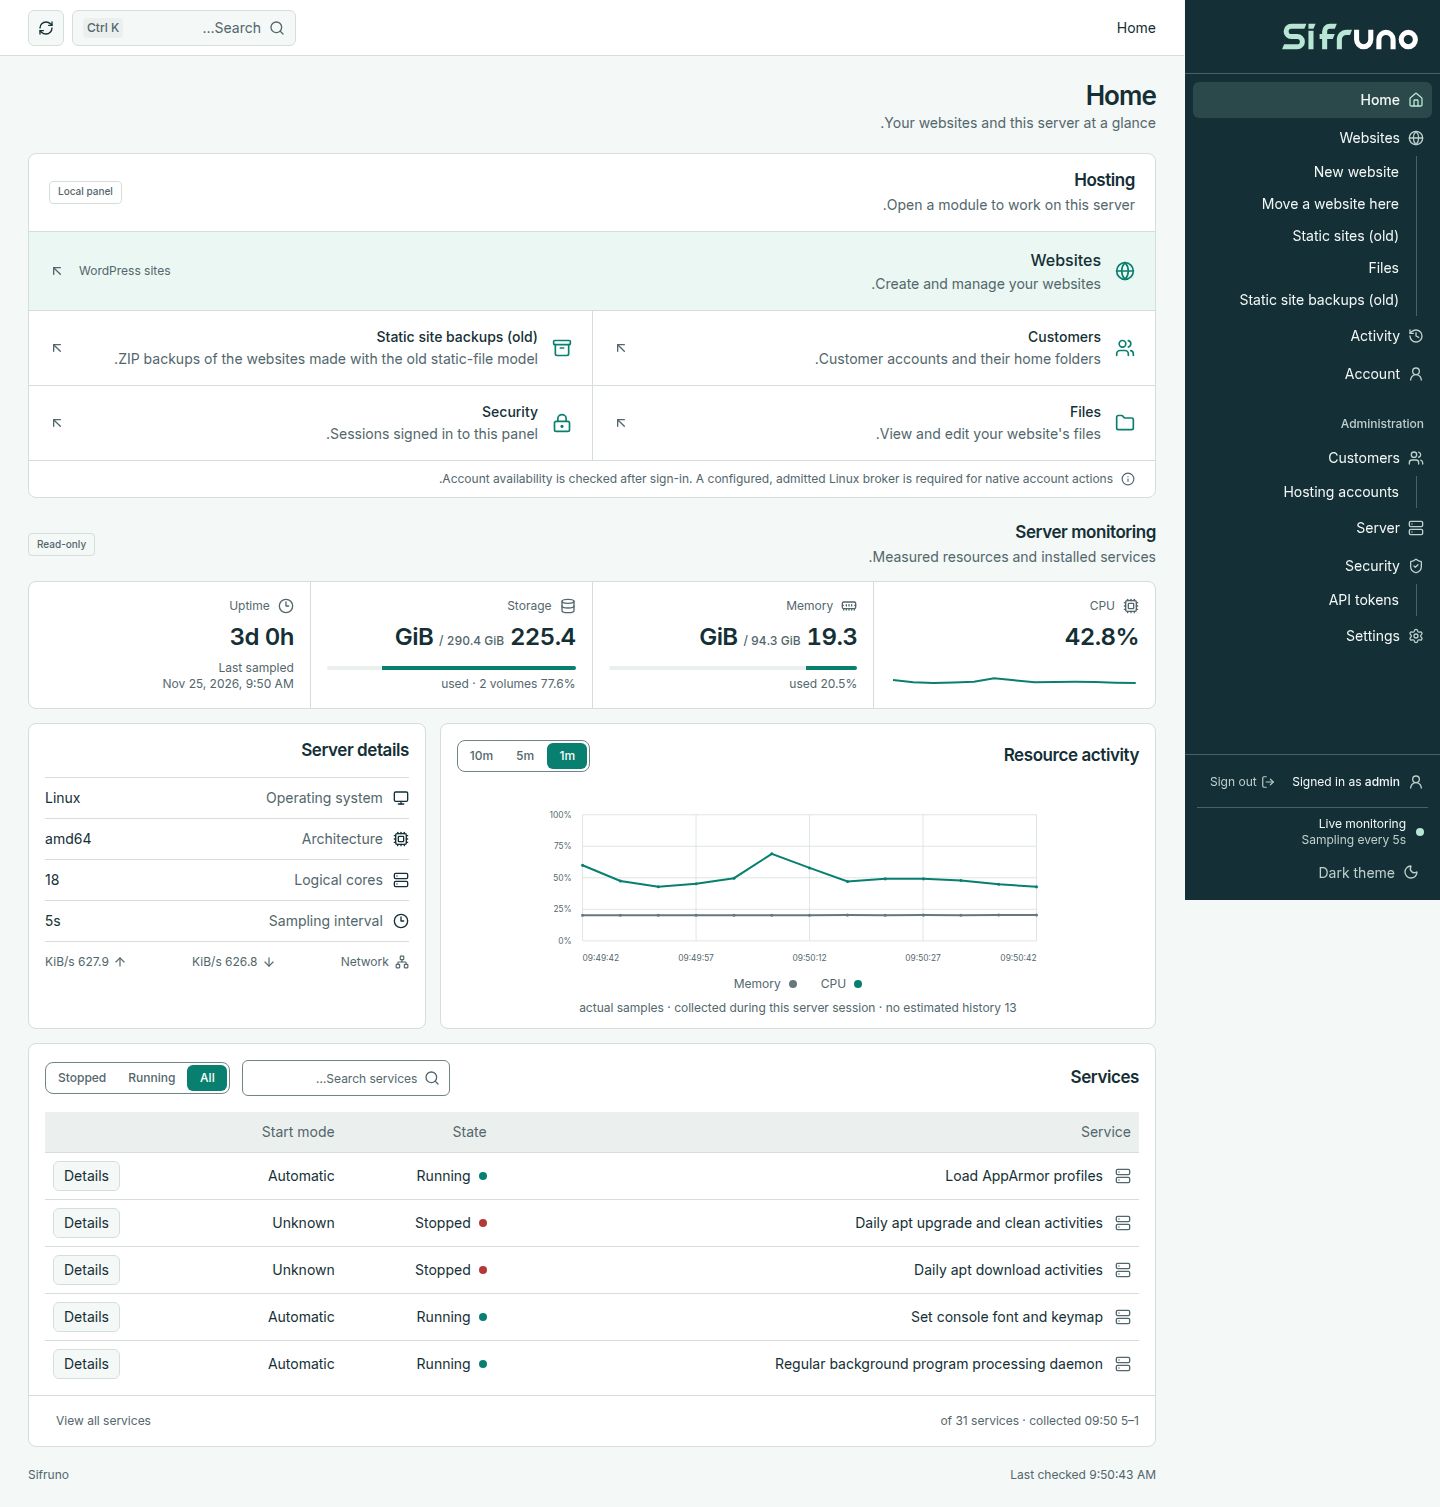 Sifruno
Home
Websites
New website
Move a website here
Static sites (old)
Files
Static site backups (old)
Activity
Account
Administration
Customers
Hosting accounts
Server
Security
API tokens
Settings
Signed in as admin
Sign out
Live monitoring
Sampling every 5s
Dark theme
Home
Search...
Ctrl K
Home
.Your websites and this server at a glance
Hosting
.Open a module to work on this server
Local panel
Websites
.Create and manage your websites
WordPress sites
Customers
.Customer accounts and their home folders
Static site backups (old)
.ZIP backups of the websites made with the old static-file model
Files
.View and edit your website's files
Security
.Sessions signed in to this panel
.Account availability is checked after sign-in. A configured, admitted Linux broker is required for native account actions
Server monitoring
.Measured resources and installed services
Read-only
CPU
42.8%
Memory
GiB / 94.3 GiB 19.3
used 20.5%
Storage
GiB / 290.4 GiB 225.4
used · 2 volumes 77.6%
Uptime
3d 0h
Last sampled
Nov 25, 2026, 9:50 AM
Resource activity
10m 5m 1m
100%
75%
50%
25%
0%
09:49:42 09:49:57 09:50:12 09:50:27 09:50:42
Memory CPU
actual samples · collected during this server session · no estimated history 13
Server details
Operating system
Linux
Architecture
amd64
Logical cores
18
Sampling interval
5s
Network
KiB/s 626.8
KiB/s 627.9
Services
...Search services
Stopped Running All
Service State Start mode
Load AppArmor profiles Running Automatic Details
Daily apt upgrade and clean activities Stopped Unknown Details
Daily apt download activities Stopped Unknown Details
Set console font and keymap Running Automatic Details
Regular background program processing daemon Running Automatic Details
of 31 services · collected 09:50 5–1
View all services
Last checked 9:50:43 AM
Sifruno